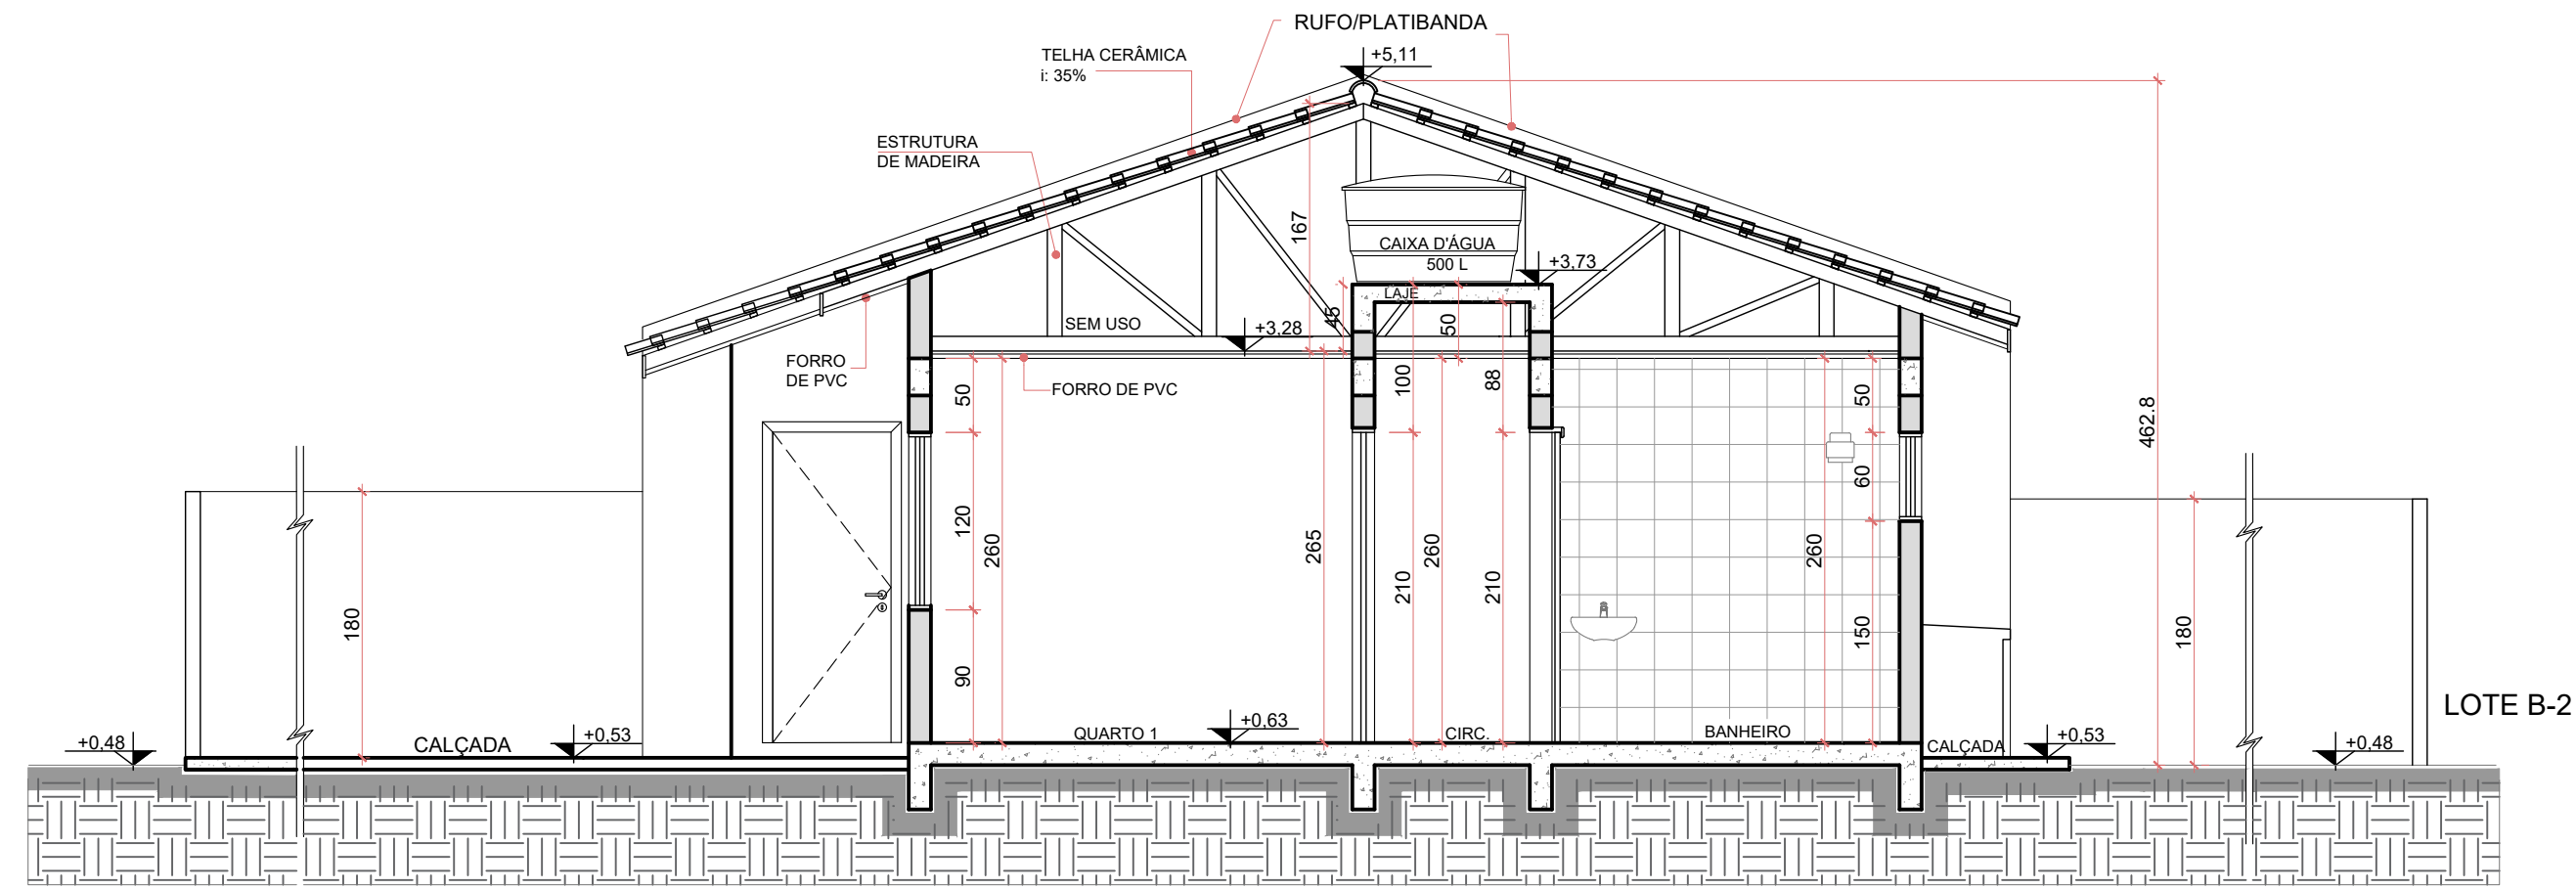 RUFO/PLATIBANDA
+5,11
TELHA CERÂMICA
i: 35%
ESTRUTURA
DE MADEIRA
167
CAIXA D'ÁGUA
500 L
+3,73
LAJE
45
50
SEM USO
+3,28
FORRO
DE PVC
FORRO DE PVC
50
100
88
50
462.8
60
120
260
265
210
260
210
260
150
180
180
90
LOTE B-2
+0,48
CALÇADA
+0,53
QUARTO 1
+0,63
CIRC.
BANHEIRO
CALÇADA
+0,53
+0,48